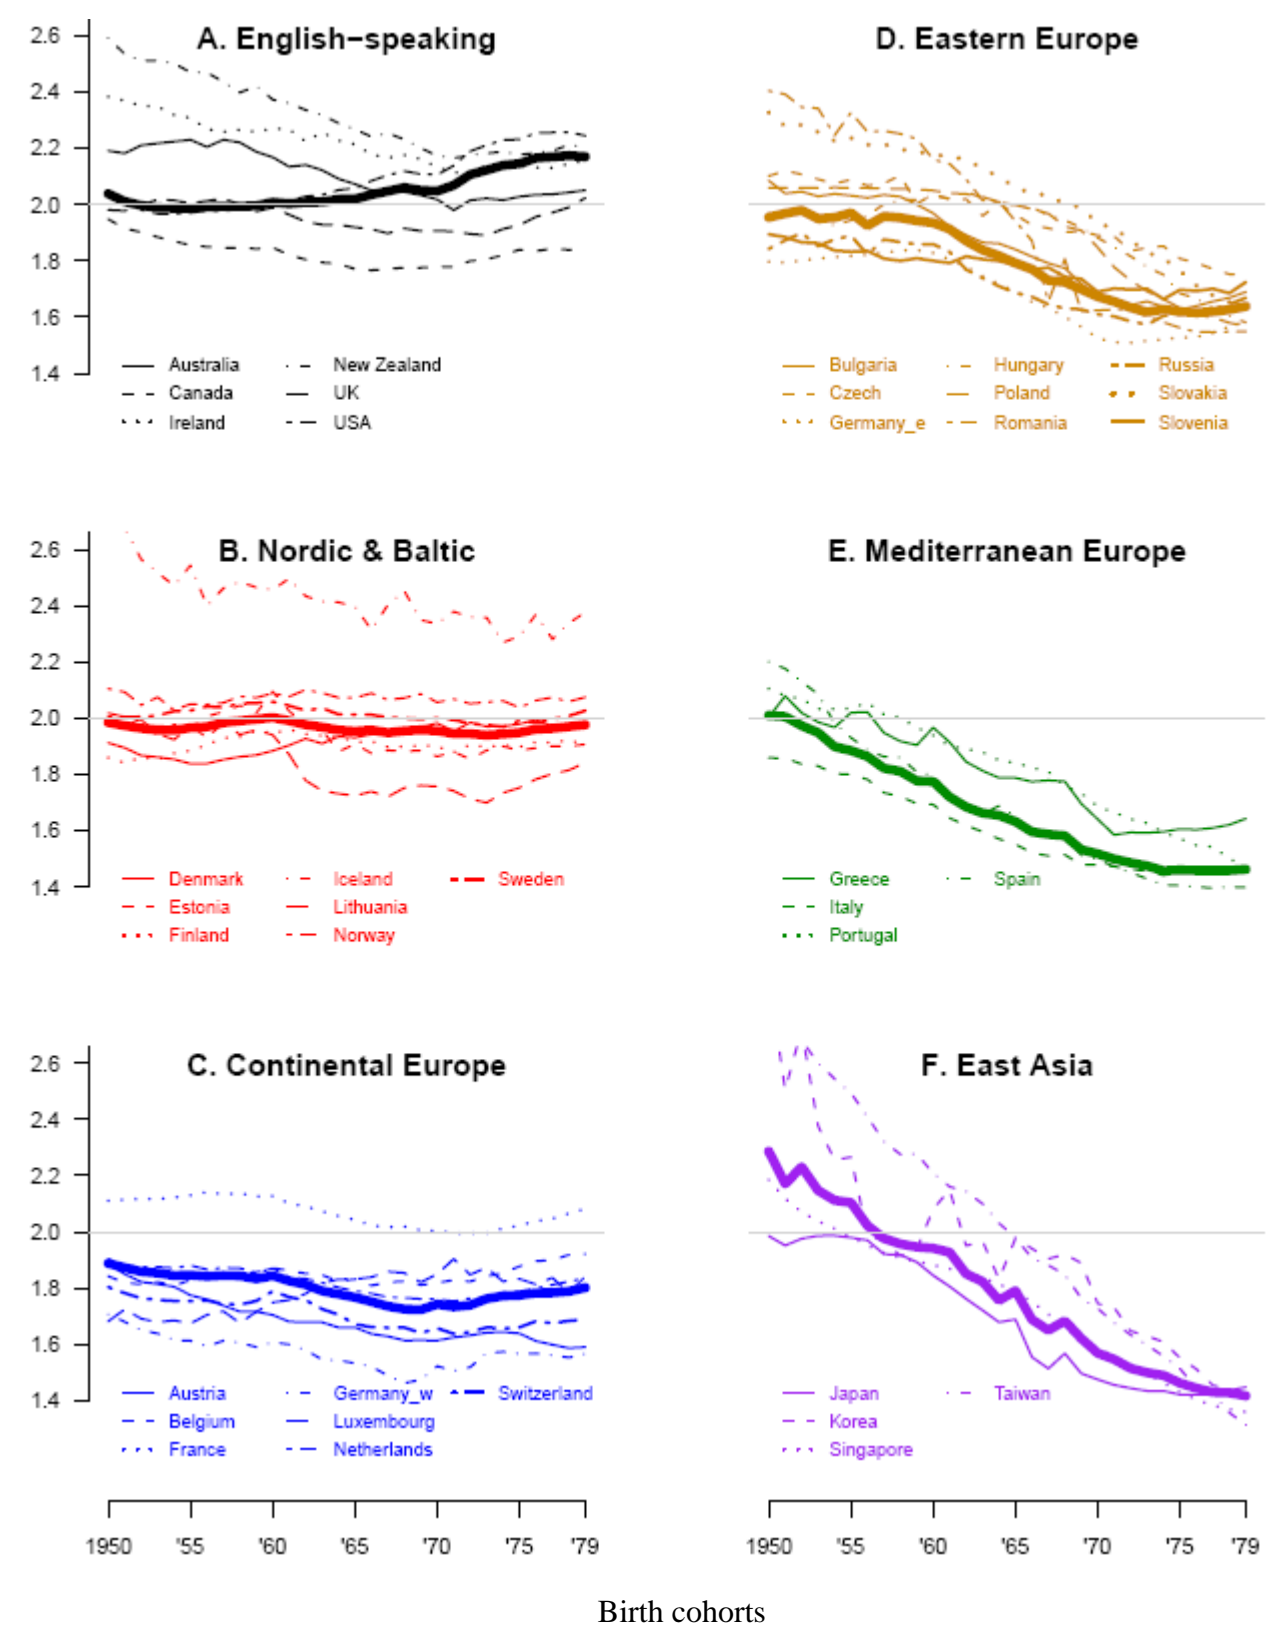 A. English-speaking
2.6
2.4
2.2
2.0
1.8
1.6
1.4
Australia New Zealand
Canada UK
Ireland USA
D. Eastern Europe
Bulgaria Hungary Russia
Czech Poland Slovakia
Germany_e Romania Slovenia
B. Nordic & Baltic
2.6
2.4
2.2
2.0
1.8
1.6
1.4
Denmark Iceland Sweden
Estonia Lithuania
Finland Norway
E. Mediterranean Europe
Greece Spain
Italy
Portugal
C. Continental Europe
2.6
2.4
2.2
2.0
1.8
1.6
1.4
Austria Germany_w Switzerland
Belgium Luxembourg
France Netherlands
F. East Asia
Japan Taiwan
Korea
Singapore
1950 '55 '60 '65 '70 '75 '79
1950 '55 '60 '65 '70 '75 '79
Birth cohorts